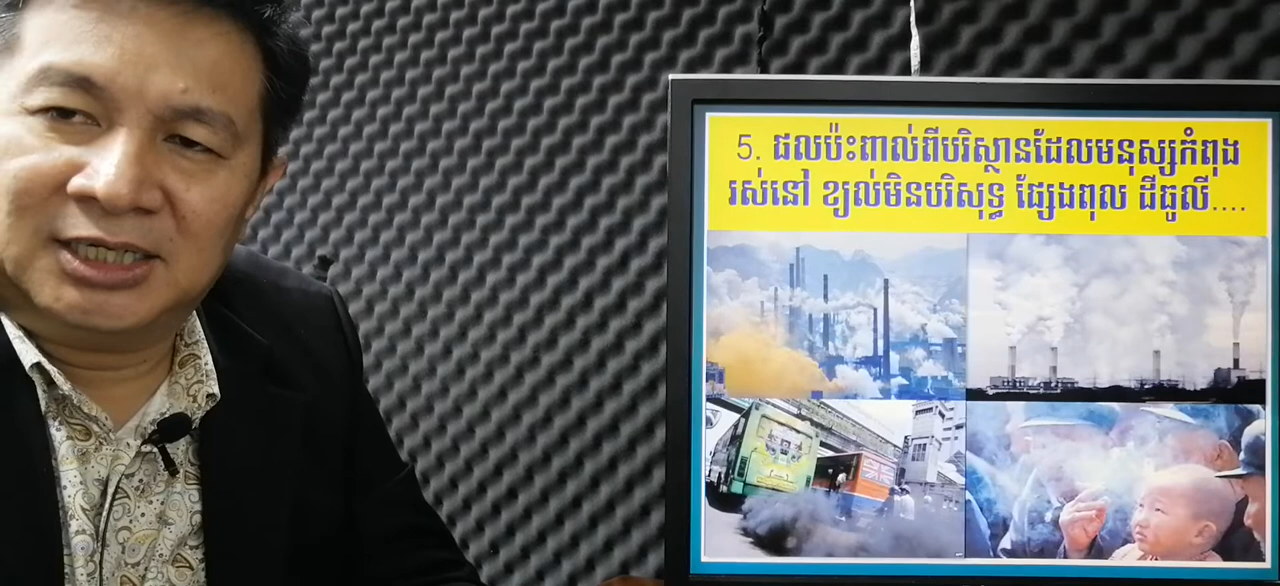 5. ផលប៉ះពាល់ពីបរិស្ថានដែលមនុស្សកំពុង
រស់នៅ ខ្យល់មិនបរិសុទ្ធ ផ្សែងពុល ដីធូលី....